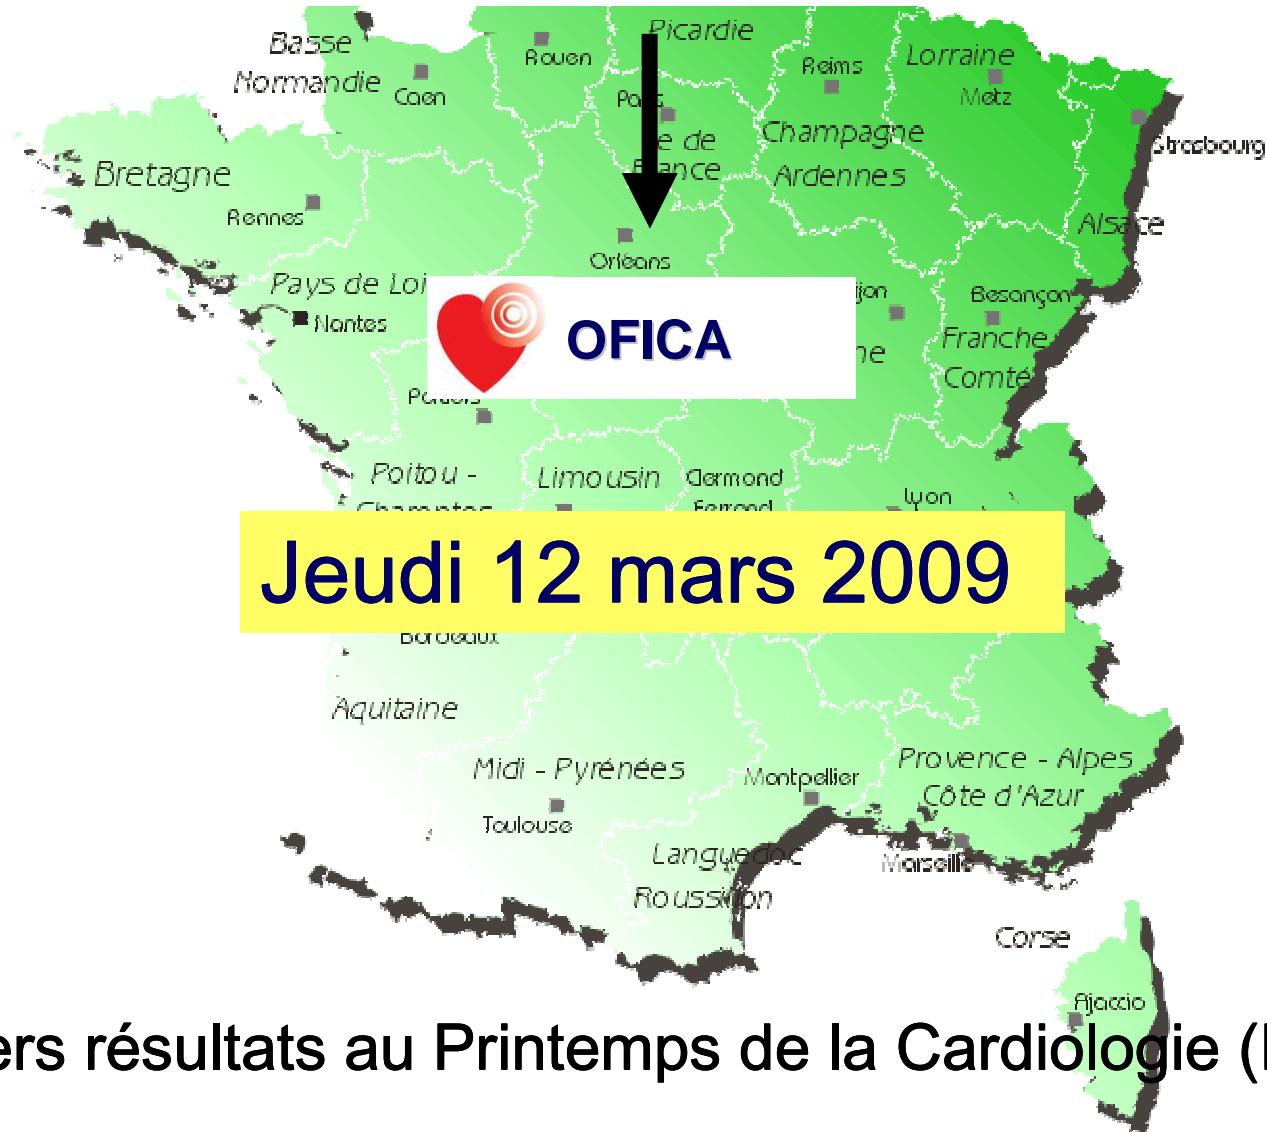 Picardie
Basse
Normandie
Rouen
Caen
Reims
Lorraine
Metz
Champagne
Ardennes
Strasbourg
Alsace
Bretagne
Rennes
Orléans
Pays de Loi
Nantes
Besançon
Franche
Comté
OFICA
Poitou -
Limousin
Clermond
Ferrand
Lyon
Jeudi 12 mars 2009
Bordeaux
Aquitaine
Midi - Pyrénées
Toulouse
Montpellier
Provence - Alpes
Côte d'Azur
Languedoc
Roussillon
Marseille
Corse
Ajaccio
ers résultats au Printemps de la Cardiologie (